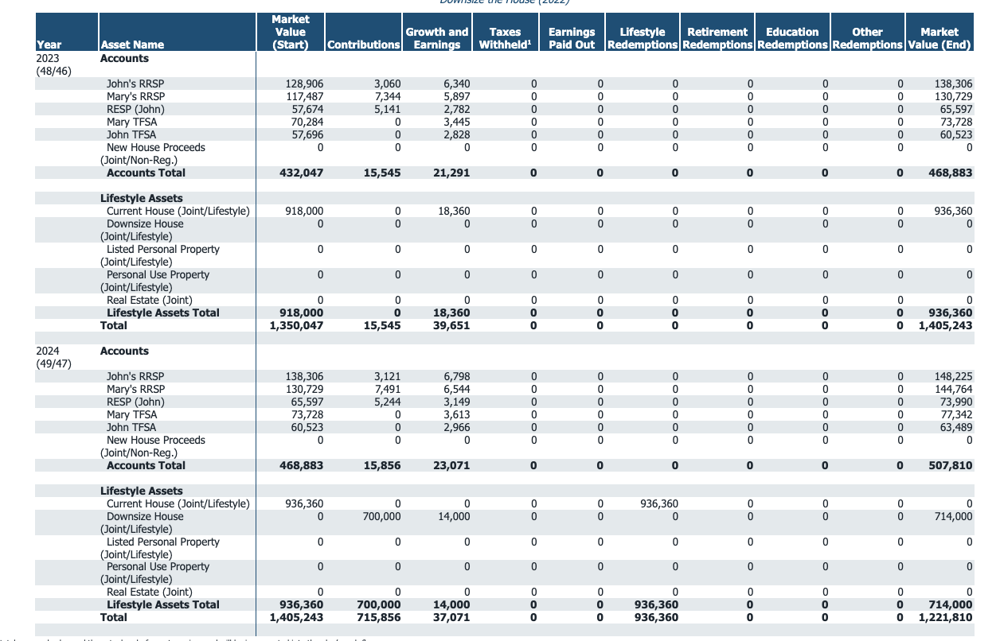 Downsize the House (2022)
Year Asset Name Market Value (Start) Contributions Growth and Earnings Taxes Withheld¹ Earnings Paid Out Lifestyle Redemptions Retirement Redemptions Education Redemptions Other Redemptions Market Value (End)
2023 Accounts
(48/46)
John's RRSP 128,906 3,060 6,340 0 0 0 0 0 0 138,306
Mary's RRSP 117,487 7,344 5,897 0 0 0 0 0 0 130,729
RESP (John) 57,674 5,141 2,782 0 0 0 0 0 0 65,597
Mary TFSA 70,284 0 3,445 0 0 0 0 0 0 73,728
John TFSA 57,696 0 2,828 0 0 0 0 0 0 60,523
New House Proceeds 0 0 0 0 0 0 0 0 0 0
(Joint/Non-Reg.)
Accounts Total 432,047 15,545 21,291 0 0 0 0 0 0 468,883
Lifestyle Assets
Current House (Joint/Lifestyle) 918,000 0 18,360 0 0 0 0 0 0 936,360
Downsize House 0 0 0 0 0 0 0 0 0 0
(Joint/Lifestyle)
Listed Personal Property 0 0 0 0 0 0 0 0 0 0
(Joint/Lifestyle)
Personal Use Property 0 0 0 0 0 0 0 0 0 0
(Joint/Lifestyle)
Real Estate (Joint) 0 0 0 0 0 0 0 0 0 0
Lifestyle Assets Total 918,000 0 18,360 0 0 0 0 0 0 936,360
Total 1,350,047 15,545 39,651 0 0 0 0 0 0 1,405,243
2024 Accounts
(49/47)
John's RRSP 138,306 3,121 6,798 0 0 0 0 0 0 148,225
Mary's RRSP 130,729 7,491 6,544 0 0 0 0 0 0 144,764
RESP (John) 65,597 5,244 3,149 0 0 0 0 0 0 73,990
Mary TFSA 73,728 0 3,613 0 0 0 0 0 0 77,342
John TFSA 60,523 0 2,966 0 0 0 0 0 0 63,489
New House Proceeds 0 0 0 0 0 0 0 0 0 0
(Joint/Non-Reg.)
Accounts Total 468,883 15,856 23,071 0 0 0 0 0 0 507,810
Lifestyle Assets
Current House (Joint/Lifestyle) 936,360 0 0 0 0 936,360 0 0 0 0
Downsize House 0 700,000 14,000 0 0 0 0 0 0 714,000
(Joint/Lifestyle)
Listed Personal Property 0 0 0 0 0 0 0 0 0 0
(Joint/Lifestyle)
Personal Use Property 0 0 0 0 0 0 0 0 0 0
(Joint/Lifestyle)
Real Estate (Joint) 0 0 0 0 0 0 0 0 0 0
Lifestyle Assets Total 936,360 700,000 14,000 0 0 936,360 0 0 0 714,000
Total 1,405,243 715,856 37,071 0 0 936,360 0 0 0 1,221,810